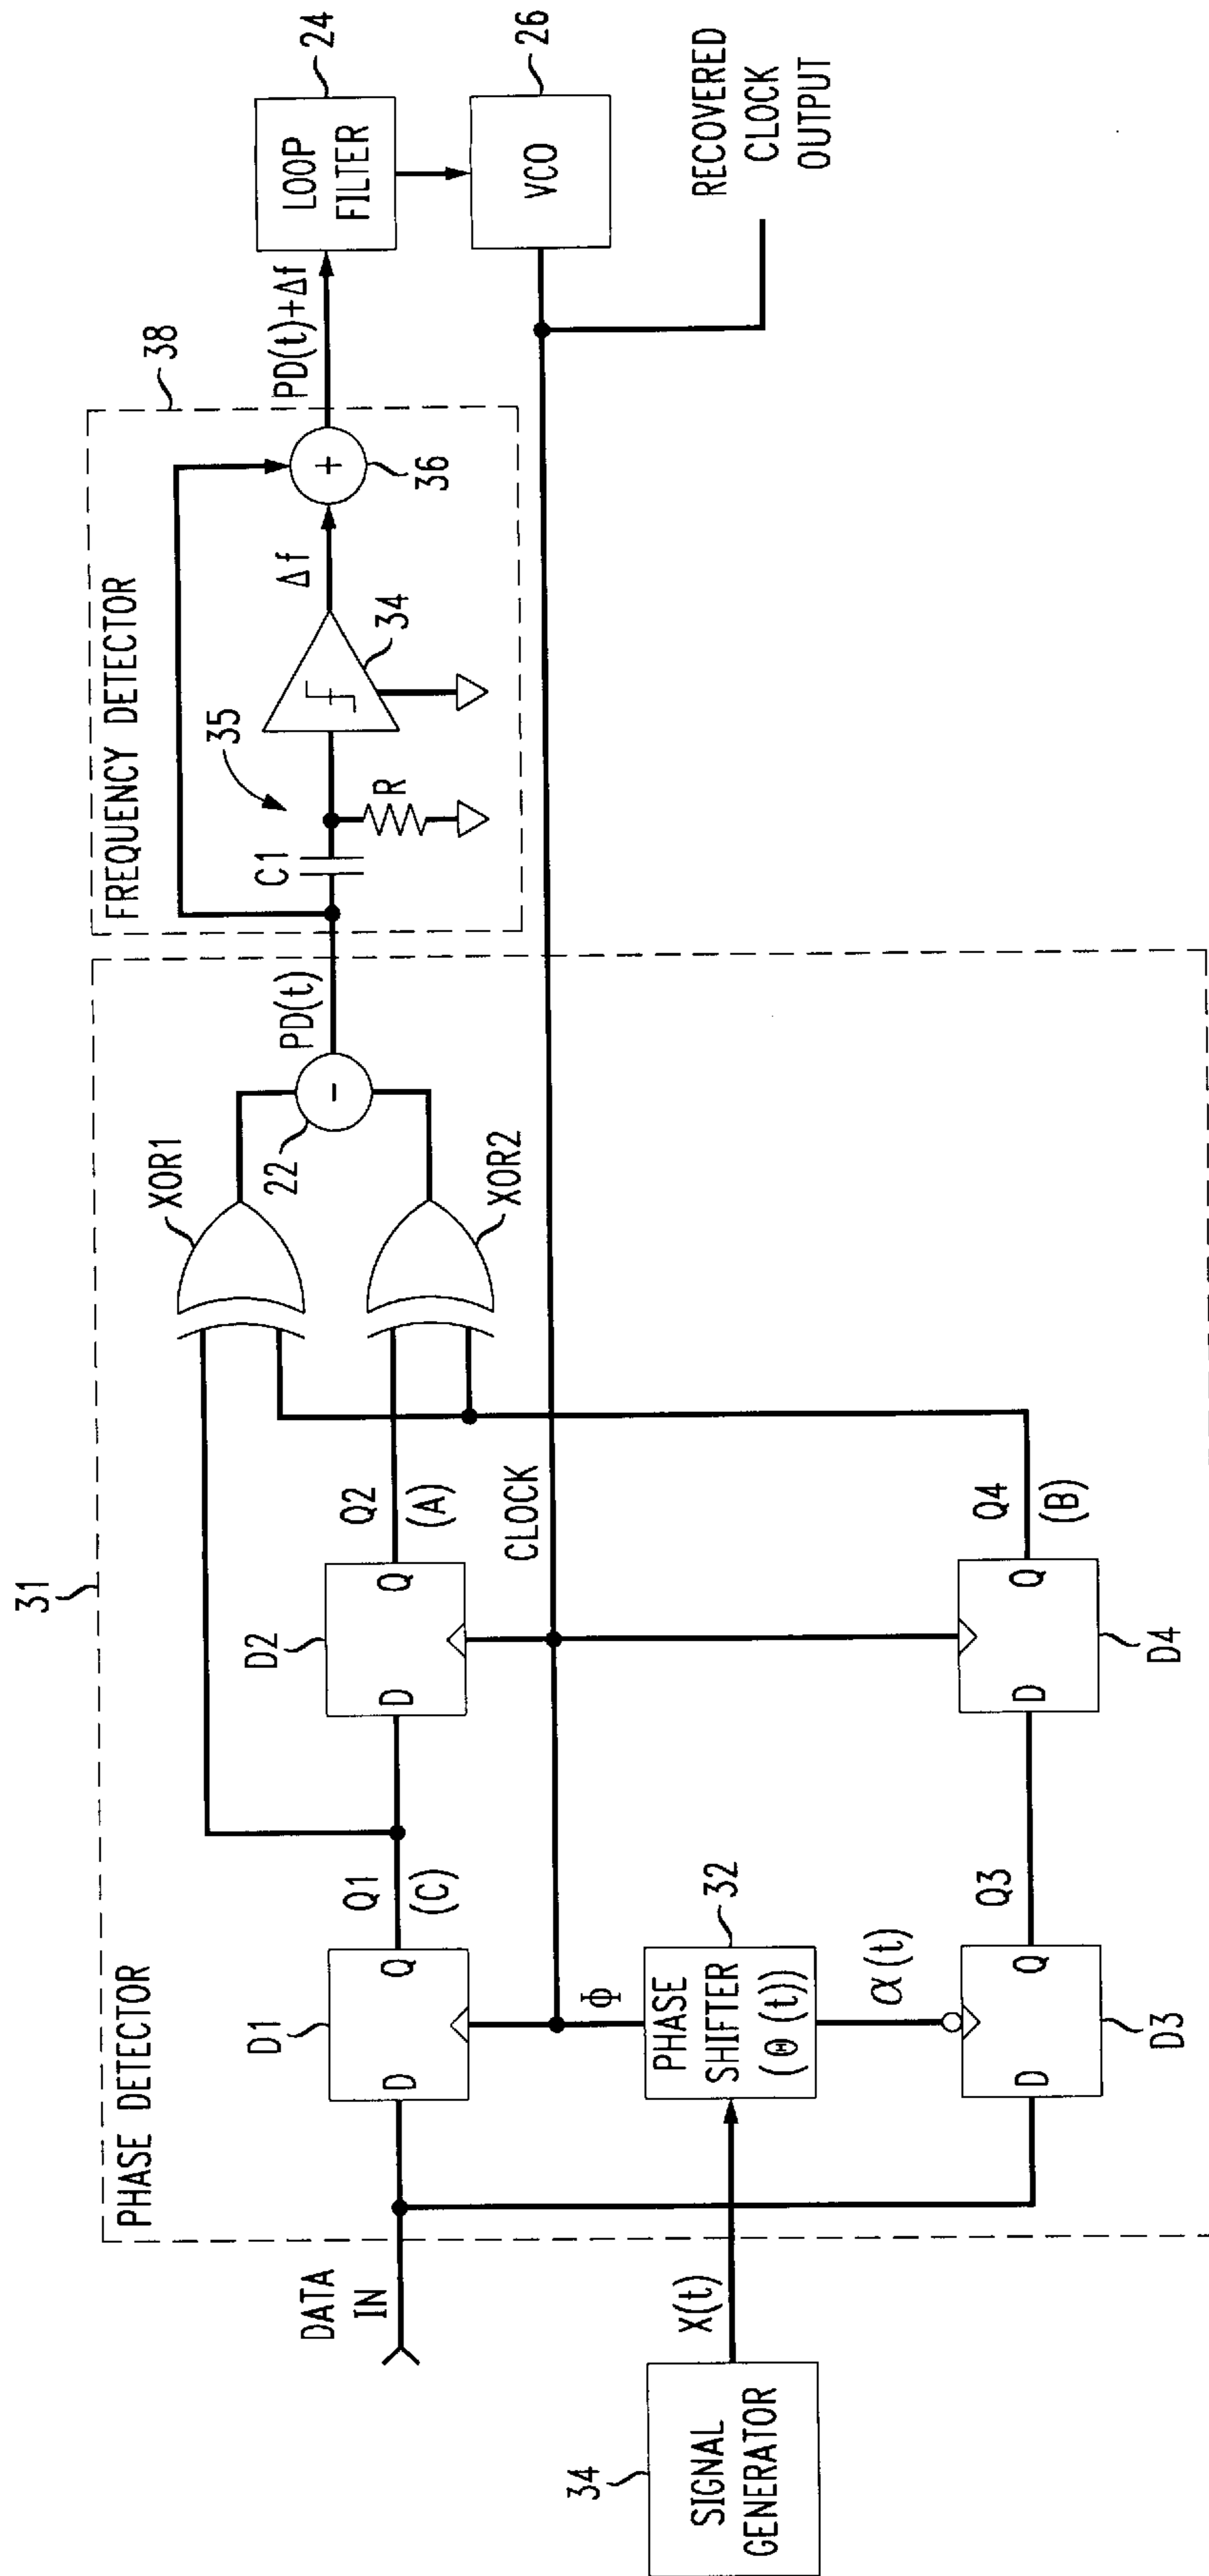 31
PHASE DETECTOR
DATA
IN
D1
D
Q
Q1
(C)
D2
D
Q
Q2
(A)
XOR1
XOR2
22
-
PD(t)
CLOCK
Φ
34
SIGNAL
GENERATOR
X(t)
PHASE
SHIFTER
(Θ (t))
32
α(t)
D
Q
D3
Q3
D
Q
D4
Q4
(B)
38
FREQUENCY DETECTOR
C1
35
R
34
Δf
+
36
PD(t)+Δf
LOOP
FILTER
24
VCO
26
RECOVERED
CLOCK
OUTPUT